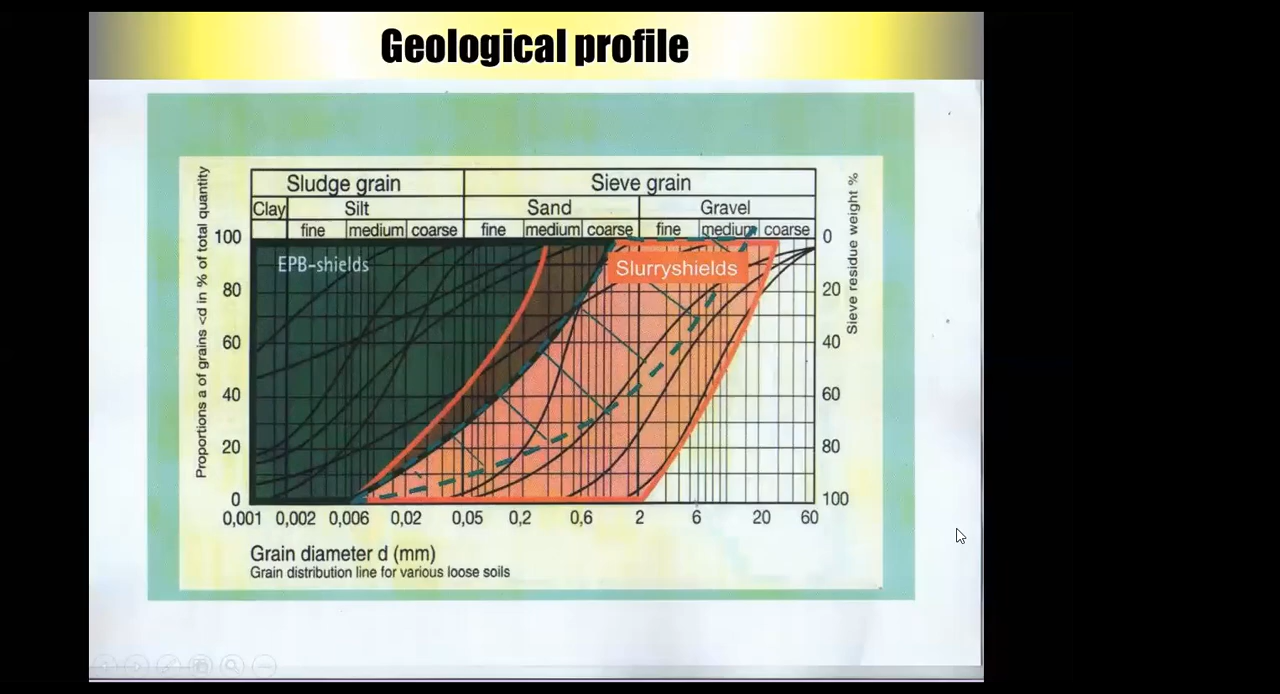 Geological profile
Proportions a of grains <d in % of total quantity
Sludge grain Sieve grain
Clay Silt Sand Gravel
fine medium coarse fine medium coarse fine medium coarse
100 0
EPB-shields Slurryshields
80 20
60 40
40 60
20 80
0 100
Sieve residue weight %
0,001 0,002 0,006 0,02 0,05 0,2 0,6 2 6 20 60
Grain diameter d (mm)
Grain distribution line for various loose soils